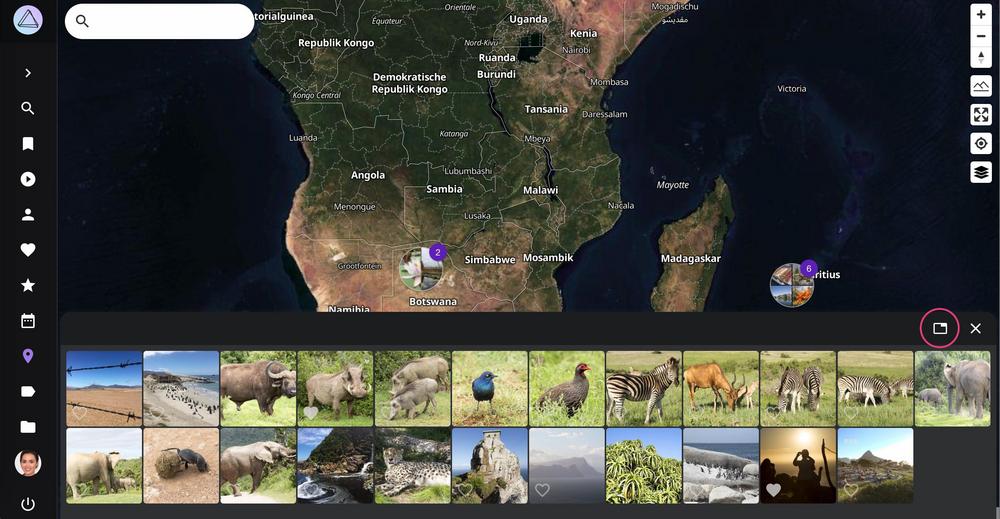 torialguinea
Équateur
Orientale
Uganda
Mogadischu
مقديشو
Republik Kongo
Nord-Kivu
Kenia
Nairobi
Ruanda
Burundi
Demokratische
Republik Kongo
Kongo Central
Mombasa
Victoria
Tansania
Daressalam
Luanda
Katanga
Mbeya
Lubumbashi
Angola
Sambia
Malawi
Mayotte
Menongue
Lusaka
Nacala
2
Grootfontein
Simbabwe
Mosambik
Madagaskar
6
ritius
Botswana
Namibia